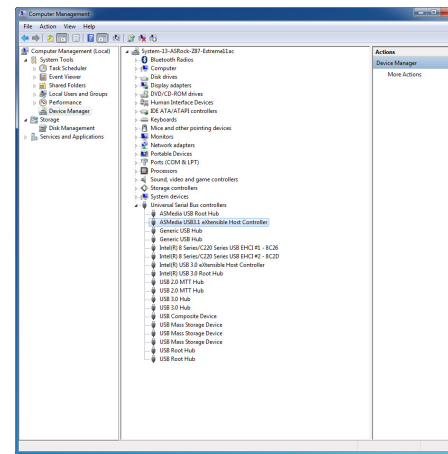 Computer Management
File Action View Help
Computer Management (Local)
System Tools
Task Scheduler
Event Viewer
Shared Folders
Local Users and Groups
Performance
Device Manager
Storage
Disk Management
Services and Applications
System-13-ASRock-Z87-Extreme11ac
Bluetooth Radios
Computer
Disk drives
Display adapters
DVD/CD-ROM drives
Human Interface Devices
IDE ATA/ATAPI controllers
Keyboards
Mice and other pointing devices
Monitors
Network adapters
Portable Devices
Ports (COM & LPT)
Processors
Sound, video and game controllers
Storage controllers
System devices
Universal Serial Bus controllers
ASMedia USB Root Hub
ASMedia USB3.1 eXtensible Host Controller
Generic USB Hub
Generic USB Hub
Intel(R) 8 Series/C220 Series USB EHCI #1 - 8C26
Intel(R) 8 Series/C220 Series USB EHCI #2 - 8C2D
Intel(R) USB 3.0 eXtensible Host Controller
Intel(R) USB 3.0 Root Hub
USB 2.0 MTT Hub
USB 2.0 MTT Hub
USB 3.0 Hub
USB 3.0 Hub
USB Composite Device
USB Mass Storage Device
USB Mass Storage Device
USB Mass Storage Device
USB Root Hub
USB Root Hub
Actions
Device Manager
More Actions